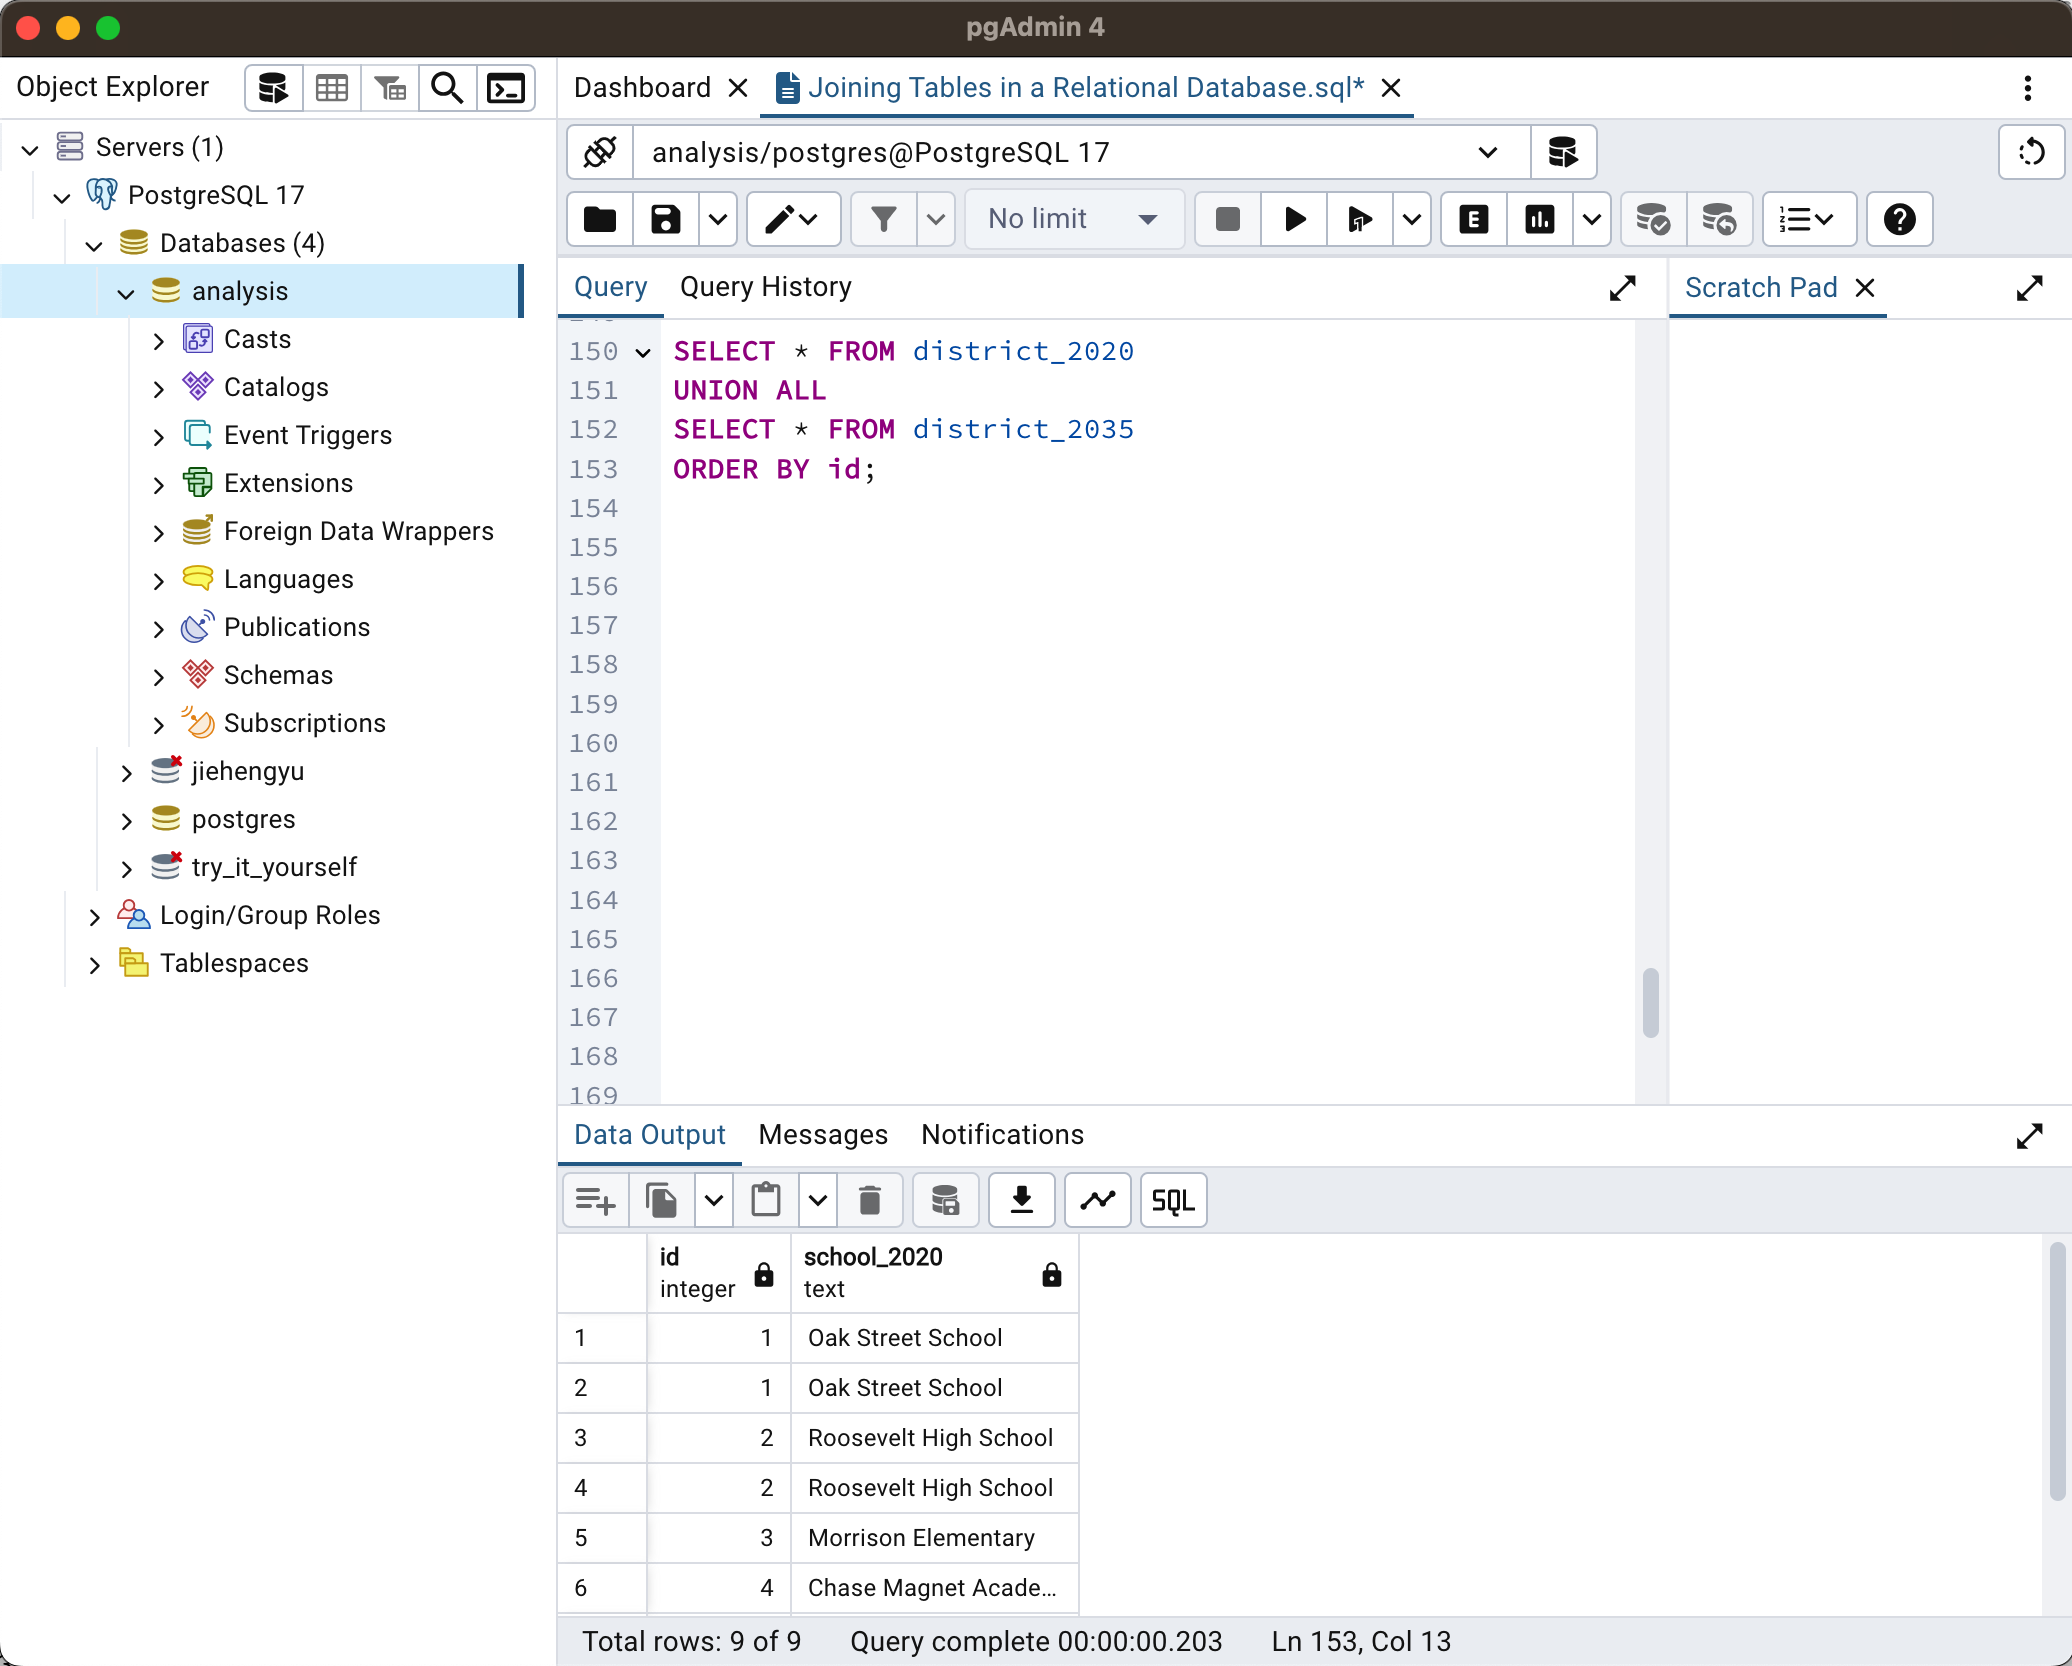 pgAdmin 4
Object Explorer
Servers (1)
PostgreSQL 17
Databases (4)
analysis
Casts
Catalogs
Event Triggers
Extensions
Foreign Data Wrappers
Languages
Publications
Schemas
Subscriptions
jiehengyu
postgres
try_it_yourself
Login/Group Roles
Tablespaces
Dashboard
Joining Tables in a Relational Database.sql*
analysis/postgres@PostgreSQL 17
No limit
E
Query
Query History
Scratch Pad
150 SELECT * FROM district_2020
151 UNION ALL
152 SELECT * FROM district_2035
153 ORDER BY id;
154
155
156
157
158
159
160
161
162
163
164
165
166
167
168
169
Data Output
Messages
Notifications
SQL
id integer
school_2020 text
1 1 Oak Street School
2 1 Oak Street School
3 2 Roosevelt High School
4 2 Roosevelt High School
5 3 Morrison Elementary
6 4 Chase Magnet Acade...
Total rows: 9 of 9
Query complete 00:00:00.203
Ln 153, Col 13